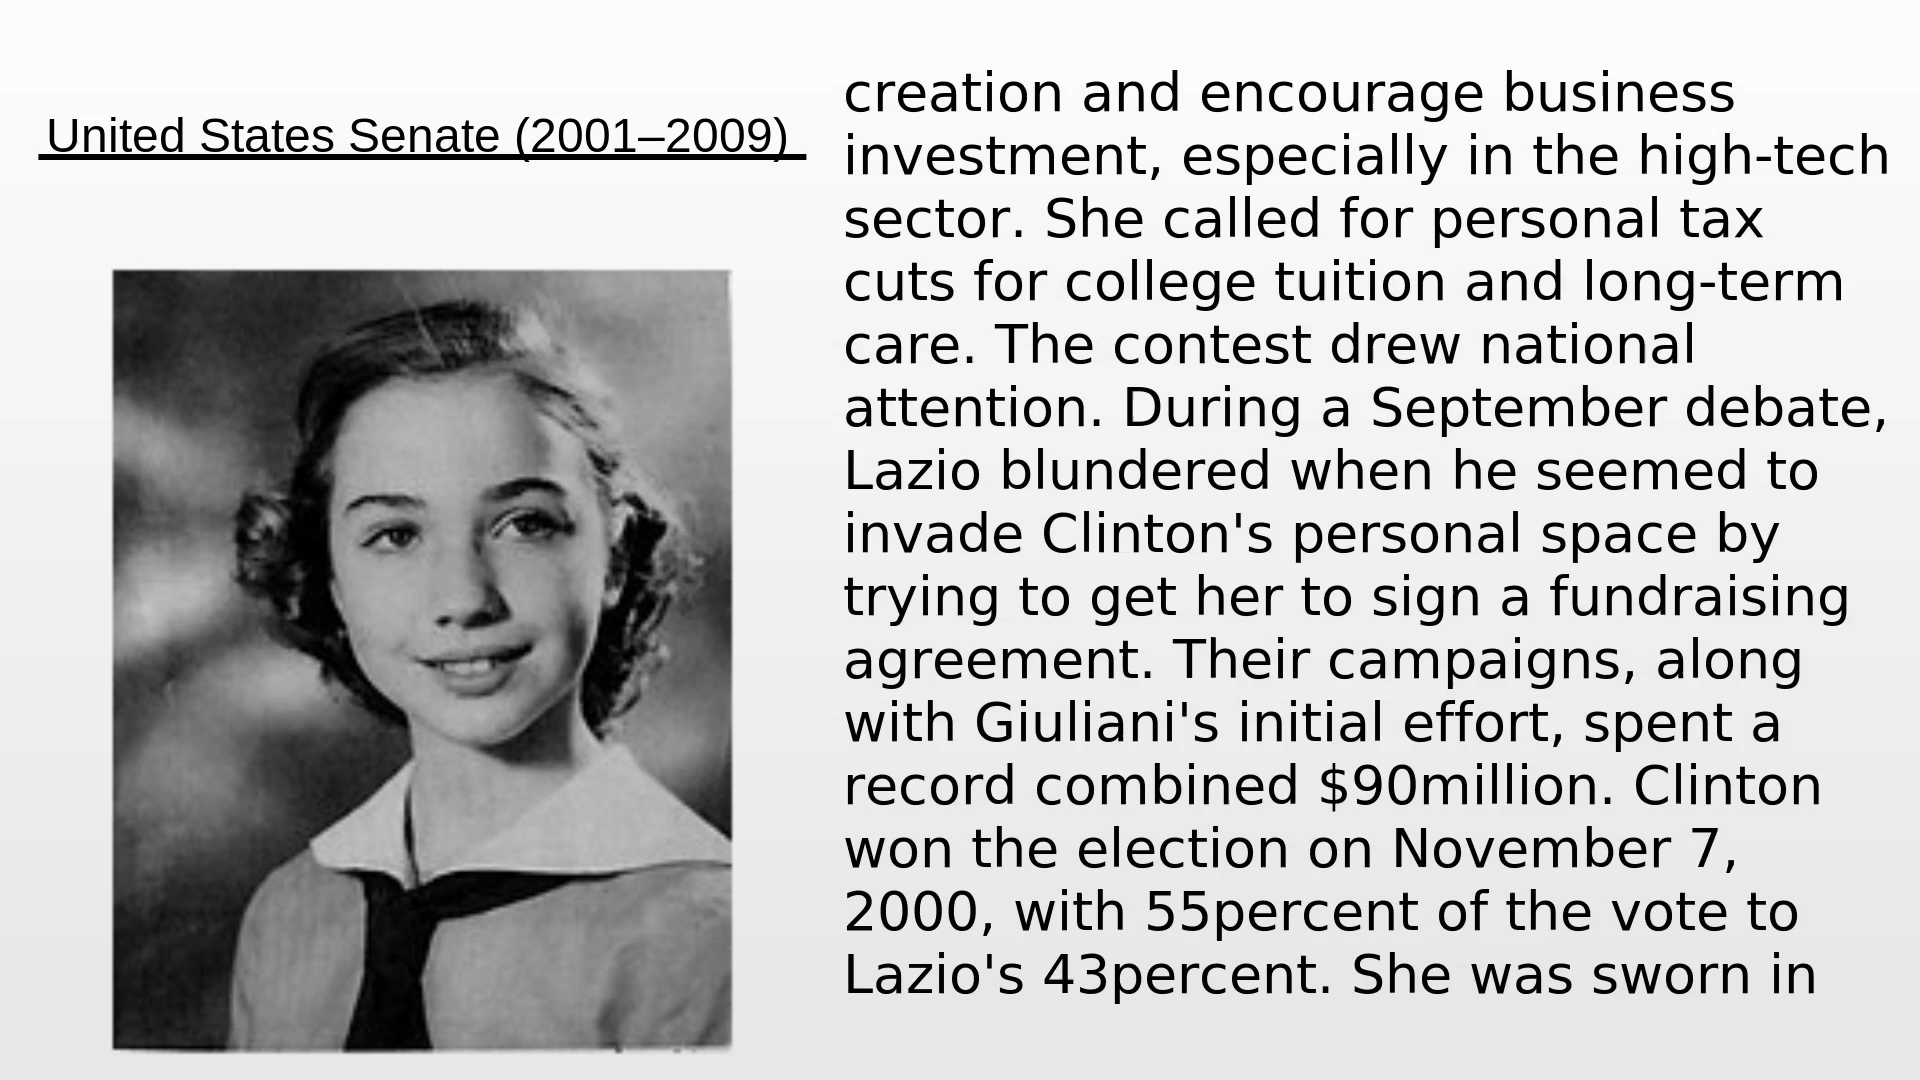 United States Senate (2001–2009)
creation and encourage business
investment, especially in the high-tech
sector. She called for personal tax
cuts for college tuition and long-term
care. The contest drew national
attention. During a September debate,
Lazio blundered when he seemed to
invade Clinton's personal space by
trying to get her to sign a fundraising
agreement. Their campaigns, along
with Giuliani's initial effort, spent a
record combined $90million. Clinton
won the election on November 7,
2000, with 55percent of the vote to
Lazio's 43percent. She was sworn in